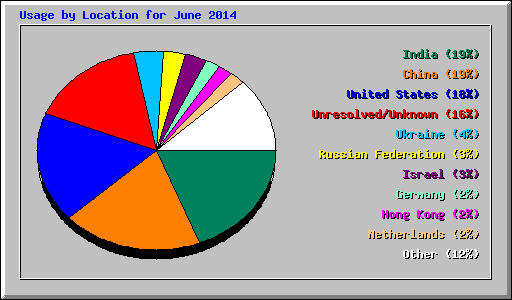 Usage by Location for June 2014
India (19%)
China (19%)
United States (18%)
Unresolved/Unknown (16%)
Ukraine (4%)
Russian Federation (3%)
Israel (3%)
Germany (2%)
Hong Kong (2%)
Netherlands (2%)
Other (12%)